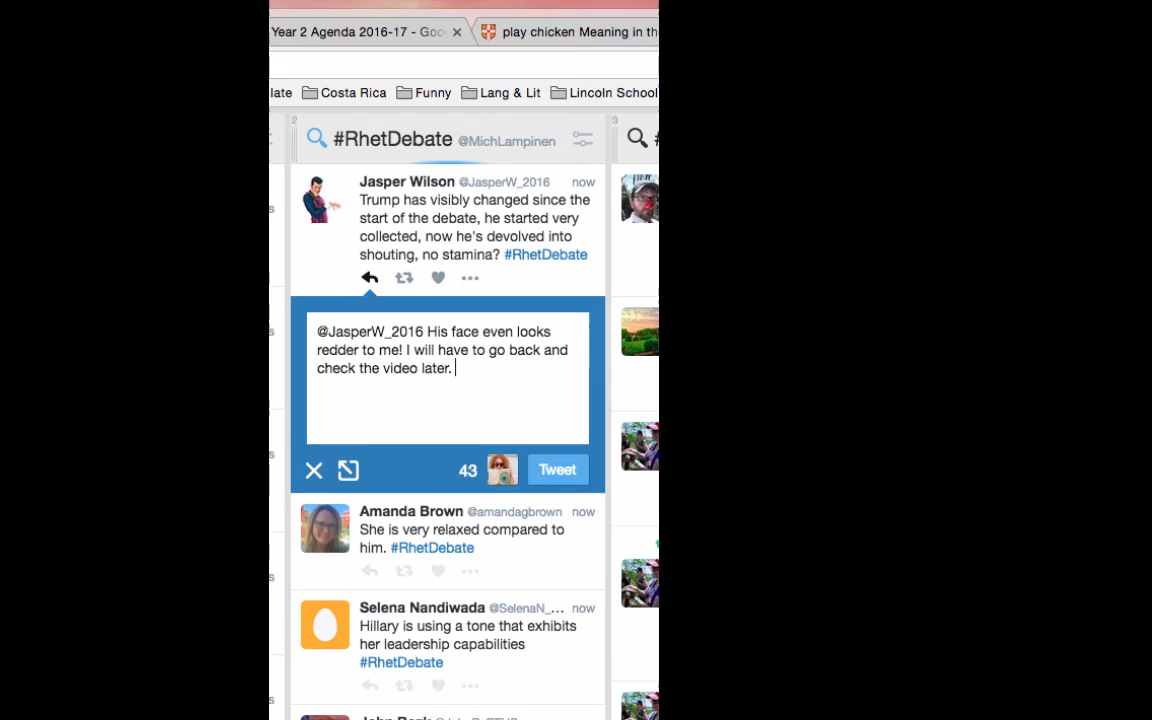 Year 2 Agenda 2016-17 - Goo
play chicken Meaning in th
late Costa Rica Funny Lang & Lit Lincoln School
2
3
#RhetDebate @MichLampinen
Jasper Wilson @JasperW_2016 now
Trump has visibly changed since the
start of the debate, he started very
collected, now he's devolved into
shouting, no stamina? #RhetDebate
@JasperW_2016 His face even looks
redder to me! I will have to go back and
check the video later.
43 Tweet
Amanda Brown @amandagbrown now
She is very relaxed compared to
him. #RhetDebate
Selena Nandiwada @SelenaN_... now
Hillary is using a tone that exhibits
her leadership capabilities
#RhetDebate